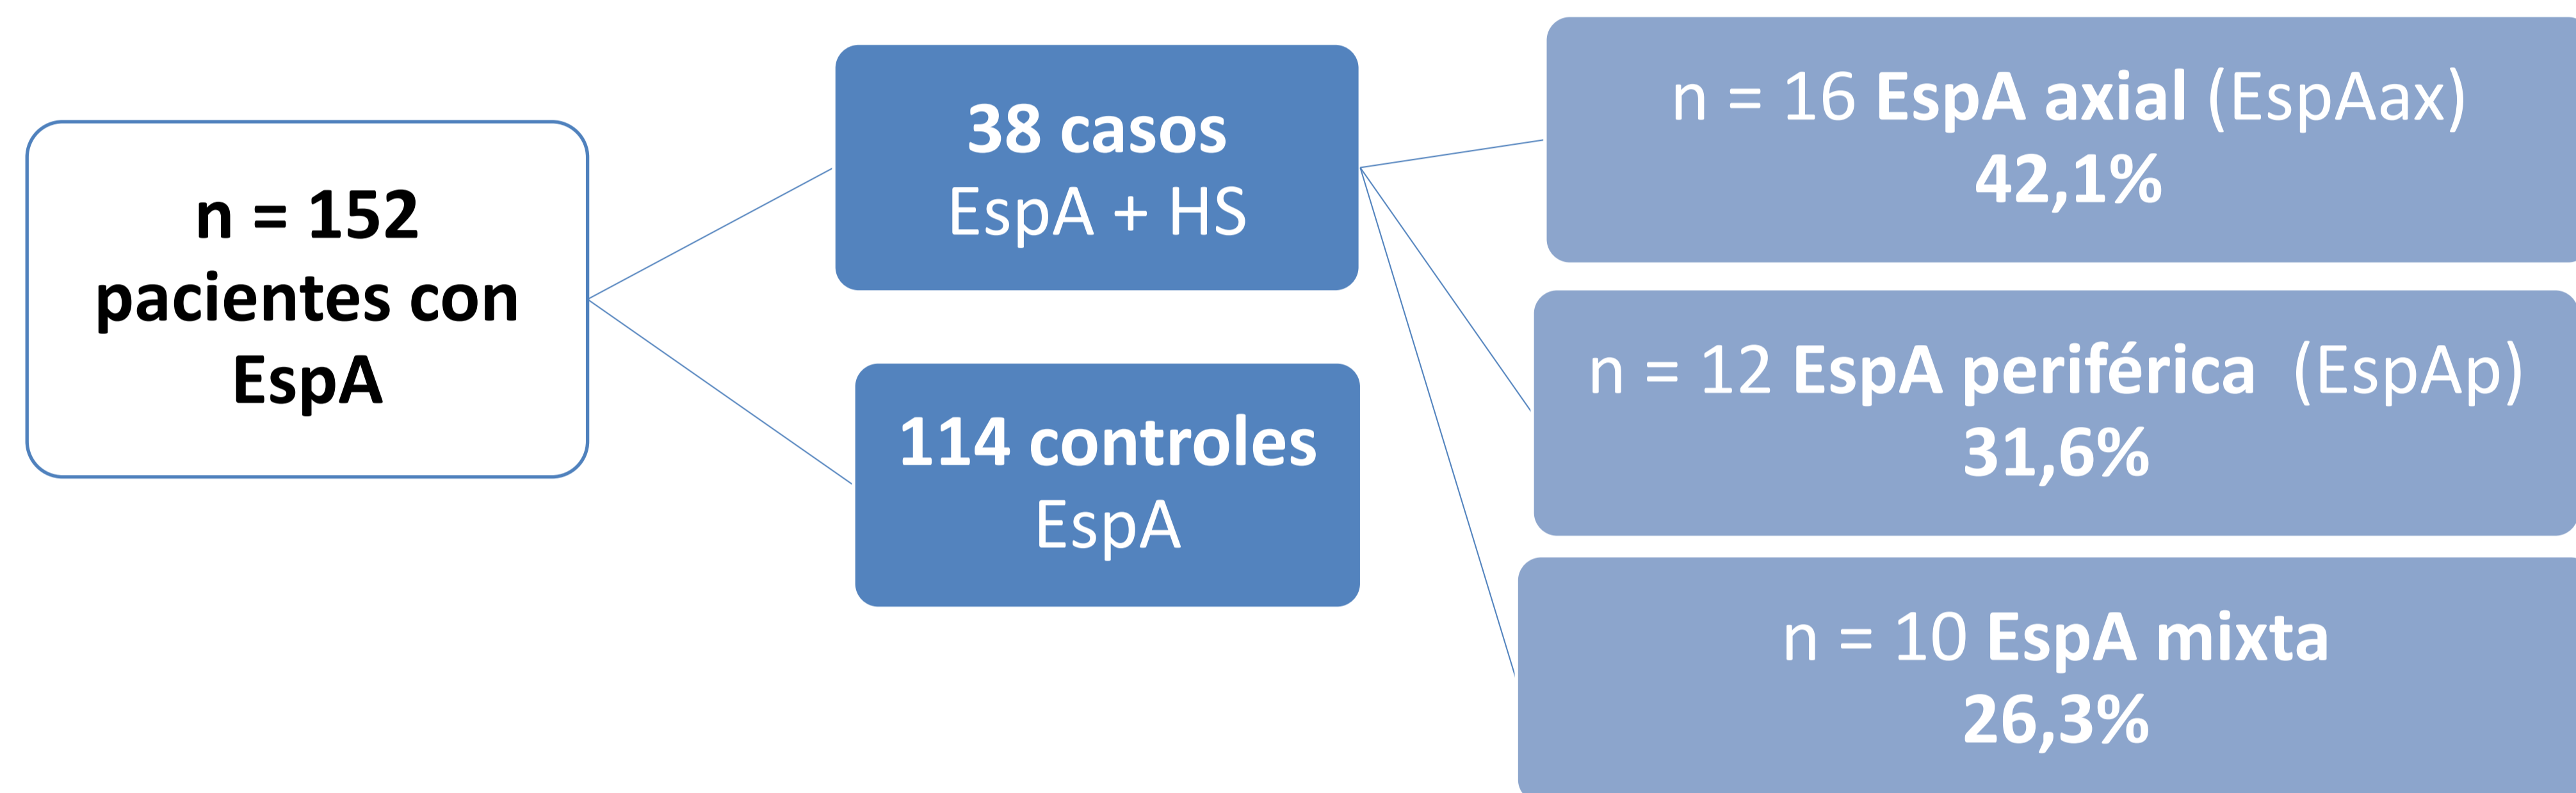 n = 152
pacientes con
EspA
38 casos
EspA + HS
114 controles
EspA
n = 16 EspA axial (EspAax)
42,1%
n = 12 EspA periférica (EspAp)
31,6%
n = 10 EspA mixta
26,3%